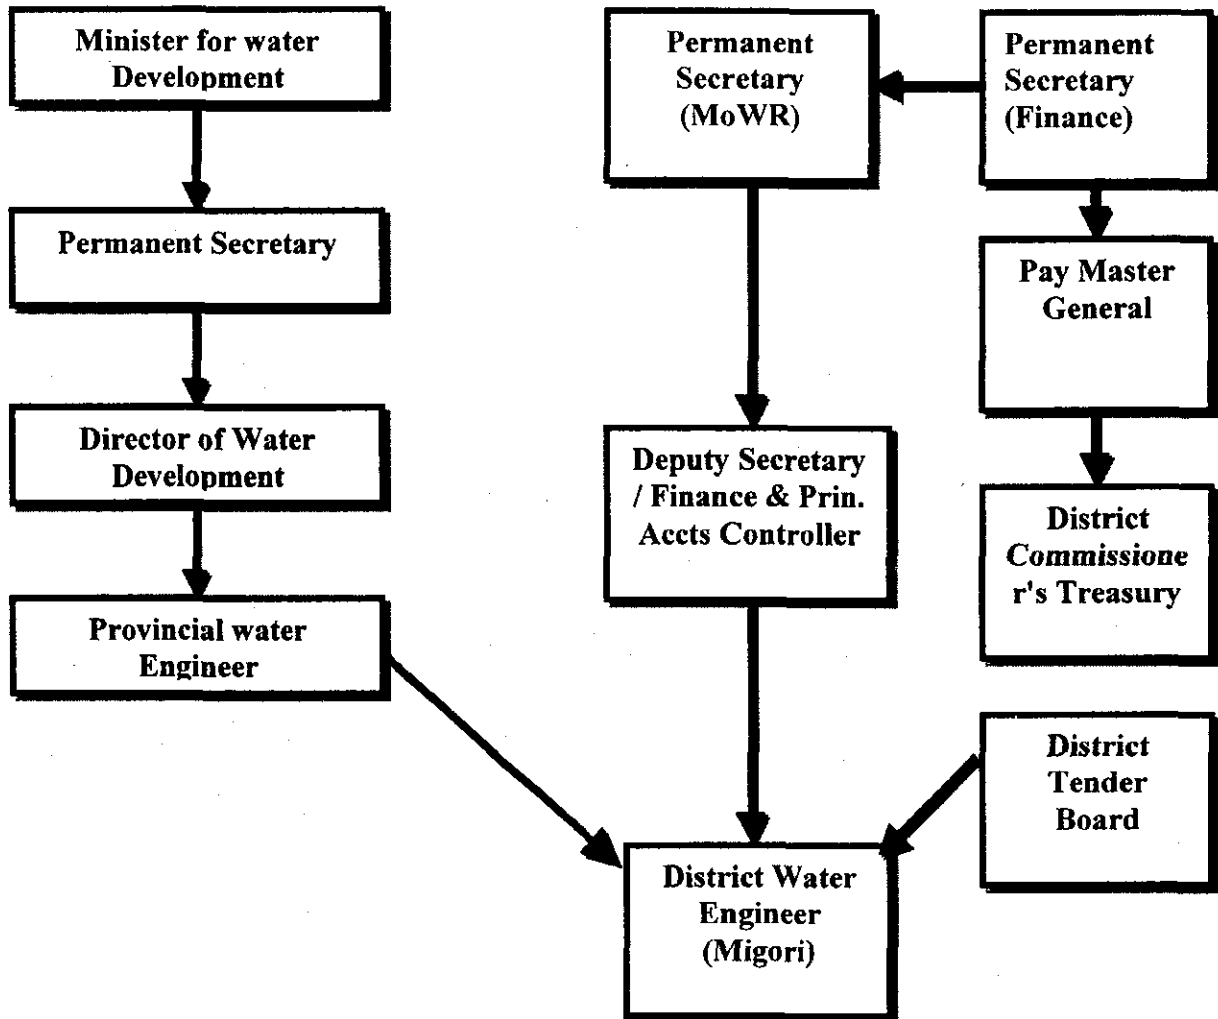 Minister for water
Development
Permanent Secretary
Director of Water
Development
Provincial water
Engineer
Permanent
Secretary
(MoWR)
Deputy Secretary
/ Finance & Prin.
Accts Controller
District Water
Engineer
(Migori)
Permanent
Secretary
(Finance)
Pay Master
General
District
Commissione
r's Treasury
District
Tender
Board